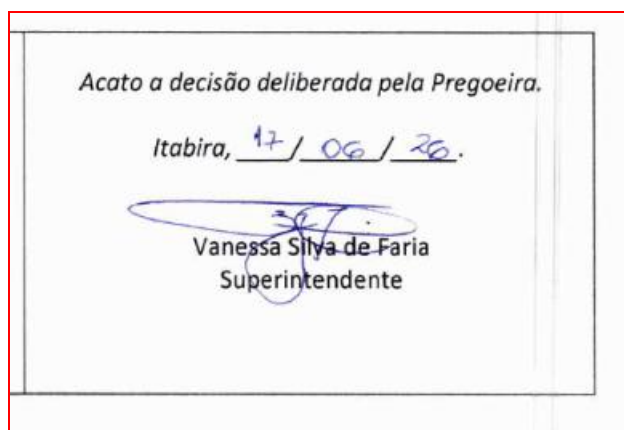 Acato a decisão deliberada pela Pregoeira.
Itabira, 17/ 06 / 26.
Vanessa Silva de Faria
Superintendente